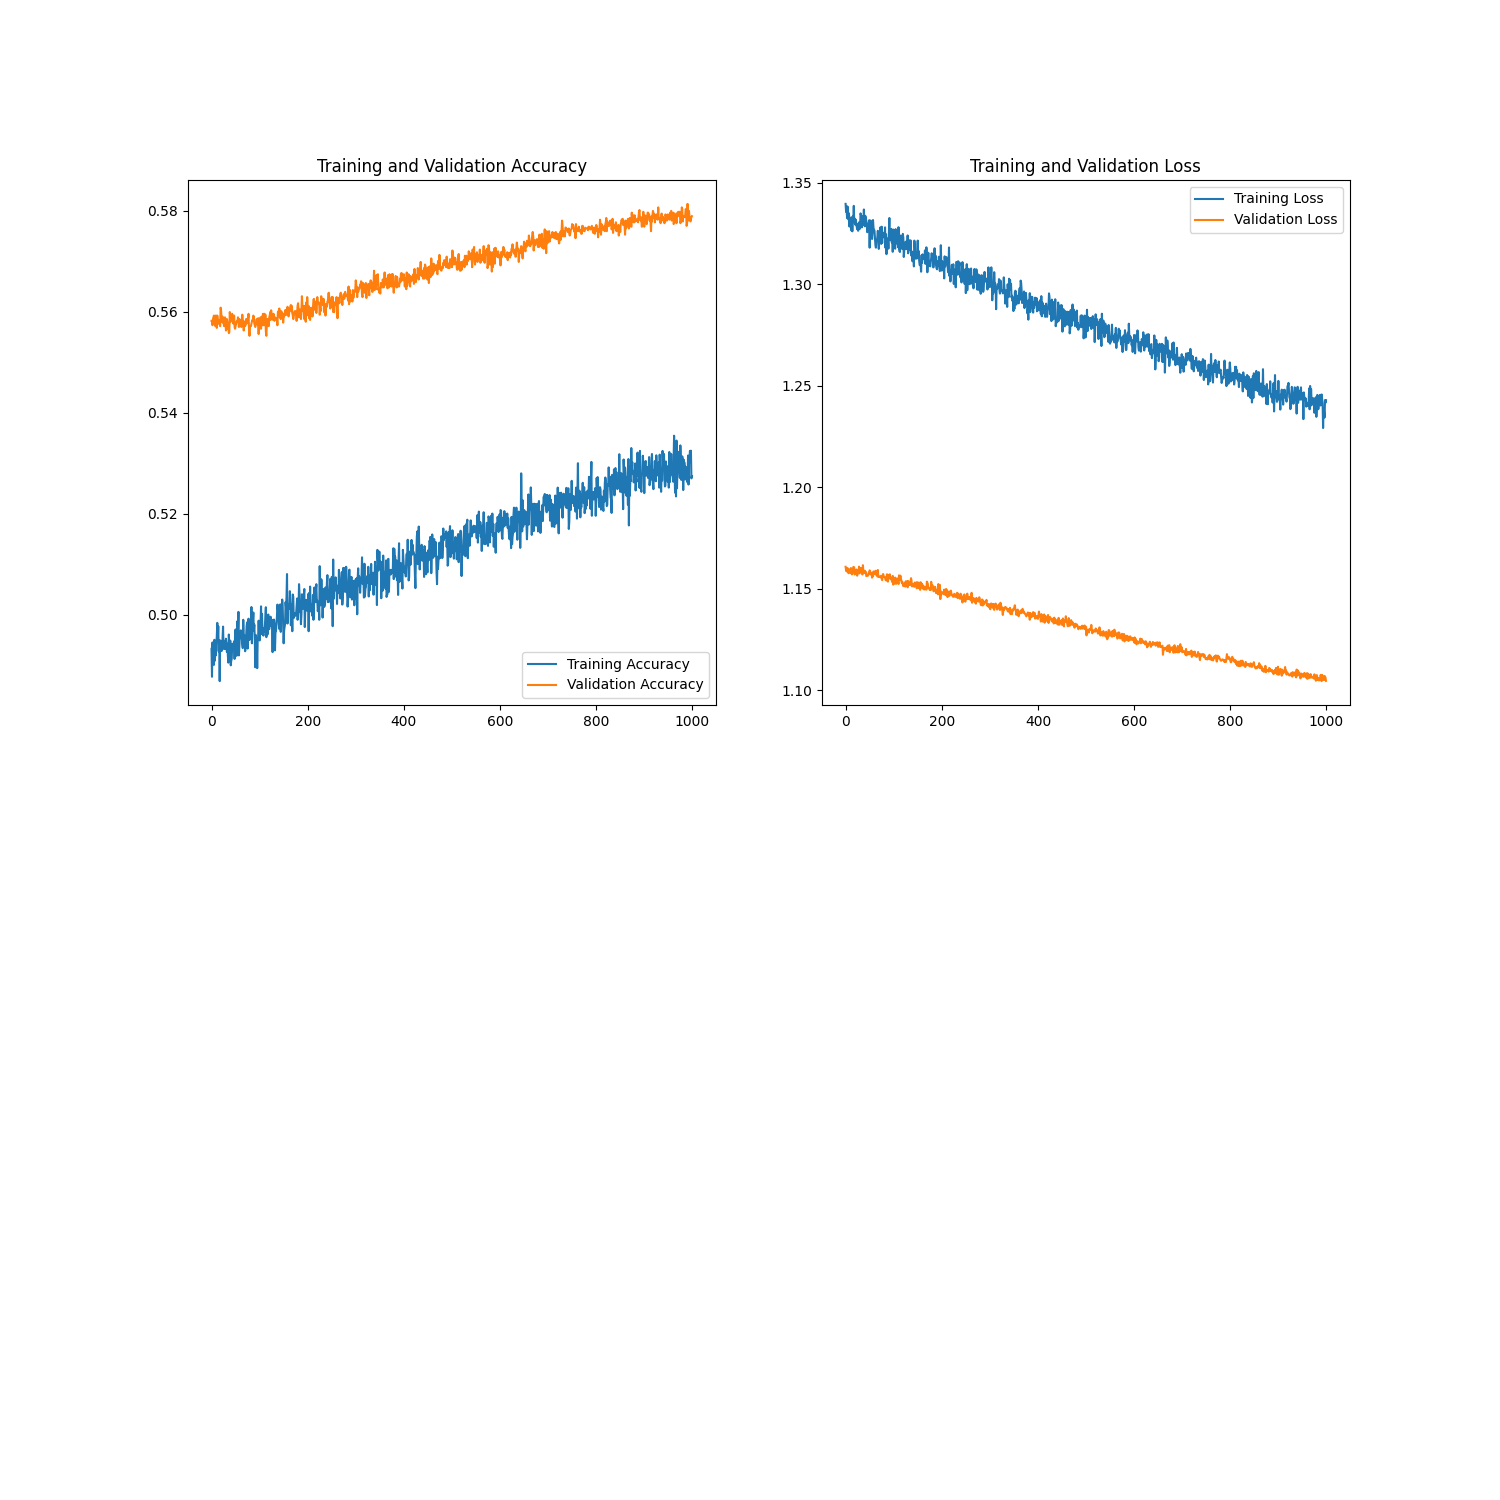 Training and Validation Accuracy
0.58
0.56
0.54
0.52
0.50
Training Accuracy
Validation Accuracy
0 200 400 600 800 1000
Training and Validation Loss
1.35
1.30
1.25
1.20
1.15
1.10
Training Loss
Validation Loss
0 200 400 600 800 1000